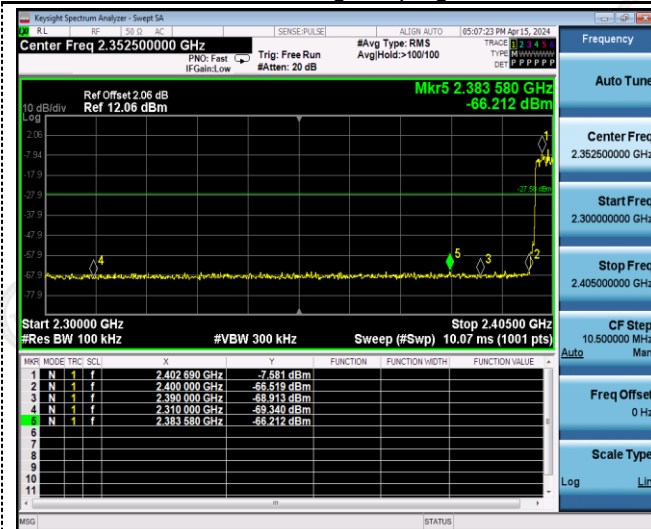 Keysight Spectrum Analyzer - Swept SA
RL RF 50 Ω AC SENSE:PULSE ALIGN AUTO 05:07:23 PM Apr 15, 2024
Center Freq 2.352500000 GHz
PNO: Fast
IFGain:Low
Trig: Free Run
#Atten: 20 dB
#Avg Type: RMS
Avg|Hold:>100/100
TRACE 1 2 3 4 5 6
TYPE MWWWWW
DET P P P P P P
Ref Offset 2.06 dB
10 dB/div Ref 12.06 dBm
Log
Mkr5 2.383 580 GHz
-66.212 dBm
2.06
-7.94
-17.9
-27.9
-37.9
-47.9
-57.9
-67.9
-77.9
1
2
3
4
5
Start 2.30000 GHz Stop 2.40500 GHz
#Res BW 100 kHz #VBW 300 kHz Sweep (#Swp) 10.07 ms (1001 pts)
MKR MODE TRC SCL X Y FUNCTION FUNCTION WIDTH FUNCTION VALUE
1 N 1 f 2.402 690 GHz -7.581 dBm
2 N 1 f 2.400 000 GHz -66.519 dBm
3 N 1 f 2.390 000 GHz -68.913 dBm
4 N 1 f 2.310 000 GHz -69.340 dBm
5 N 1 f 2.383 580 GHz -66.212 dBm
6
7
8
9
10
11
MSG STATUS
Frequency
Auto Tune
Center Freq
2.352500000 GHz
Start Freq
2.300000000 GHz
Stop Freq
2.405000000 GHz
CF Step
10.500000 MHz
Auto Man
Freq Offset
0 Hz
Scale Type
Log Lin